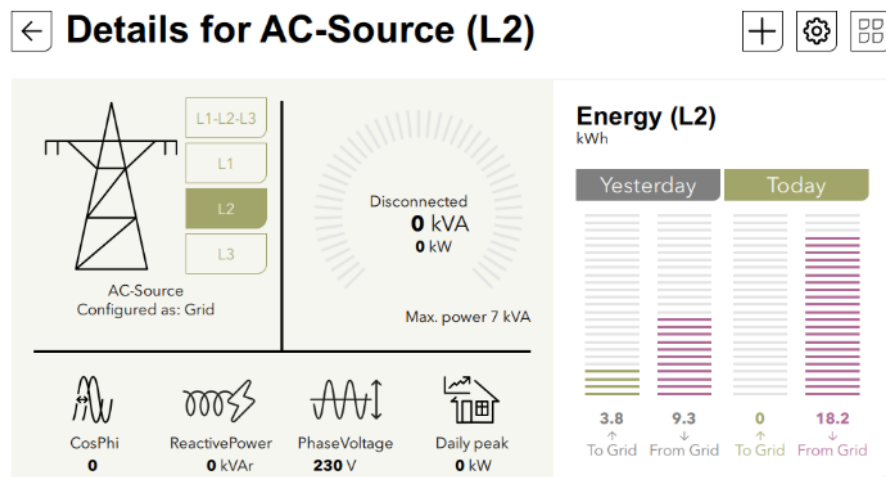 Details for AC-Source (L2)
L1-L2-L3
L1
L2
L3
AC-Source
Configured as: Grid
Disconnected
0 kVA
0 kW
Max. power 7 kVA
CosPhi
0
ReactivePower
0 kVAr
PhaseVoltage
230 V
Daily peak
0 kW
Energy (L2)
kWh
Yesterday Today
3.8 9.3 0 18.2
To Grid From Grid To Grid From Grid